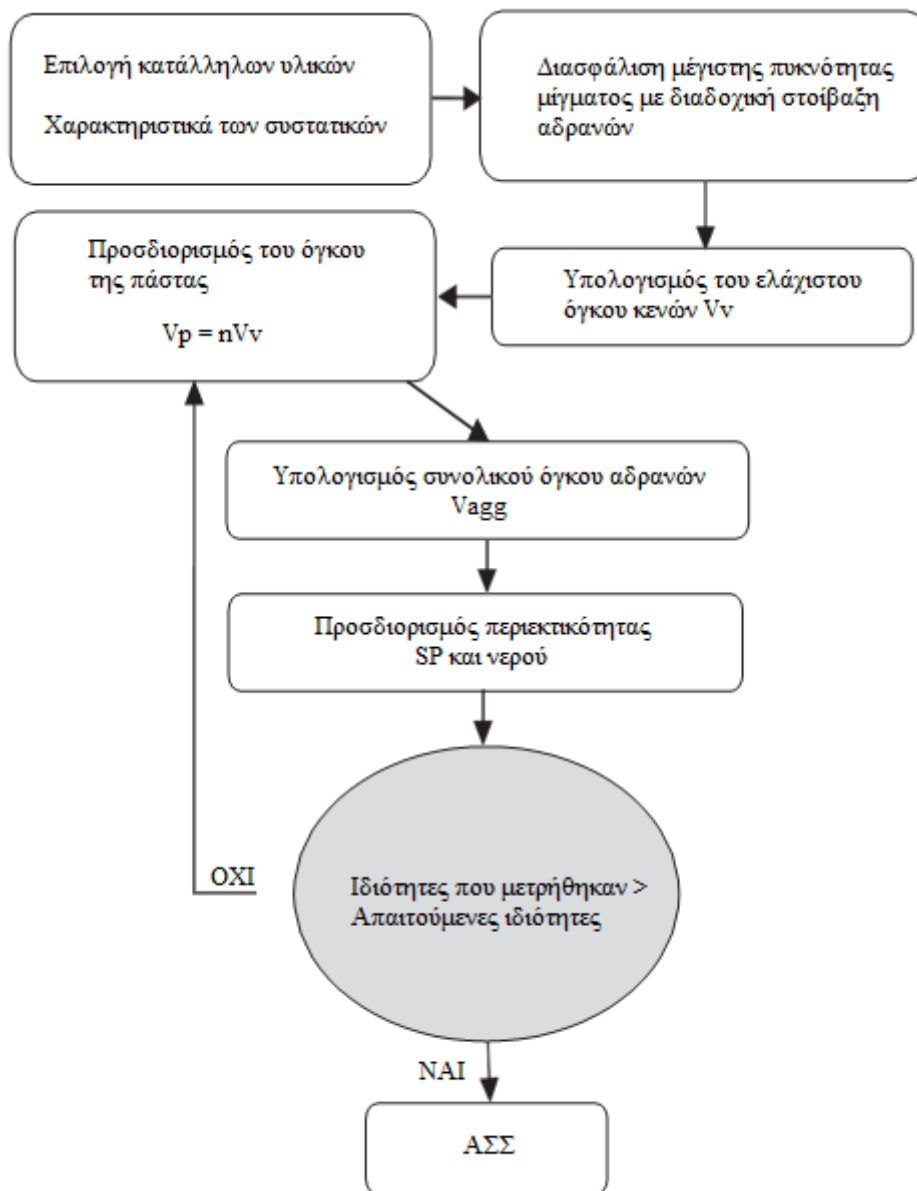 Επιλογή κατάλληλων υλικών
Χαρακτηριστικά των συστατικών
Διασφάλιση μέγιστης πυκνότητας
μίγματος με διαδοχική στοίβαξη
αδρανών
Προσδιορισμός του όγκου
της πάστας
Vp = nVv
Υπολογισμός του ελάχιστου
όγκου κενών Vv
Υπολογισμός συνολικού όγκου αδρανών
Vagg
Προσδιορισμός περιεκτικότητας
SP και νερού
ΟΧΙ
Ιδιότητες που μετρήθηκαν >
Απαιτούμενες ιδιότητες
ΝΑΙ
ΑΣΣ